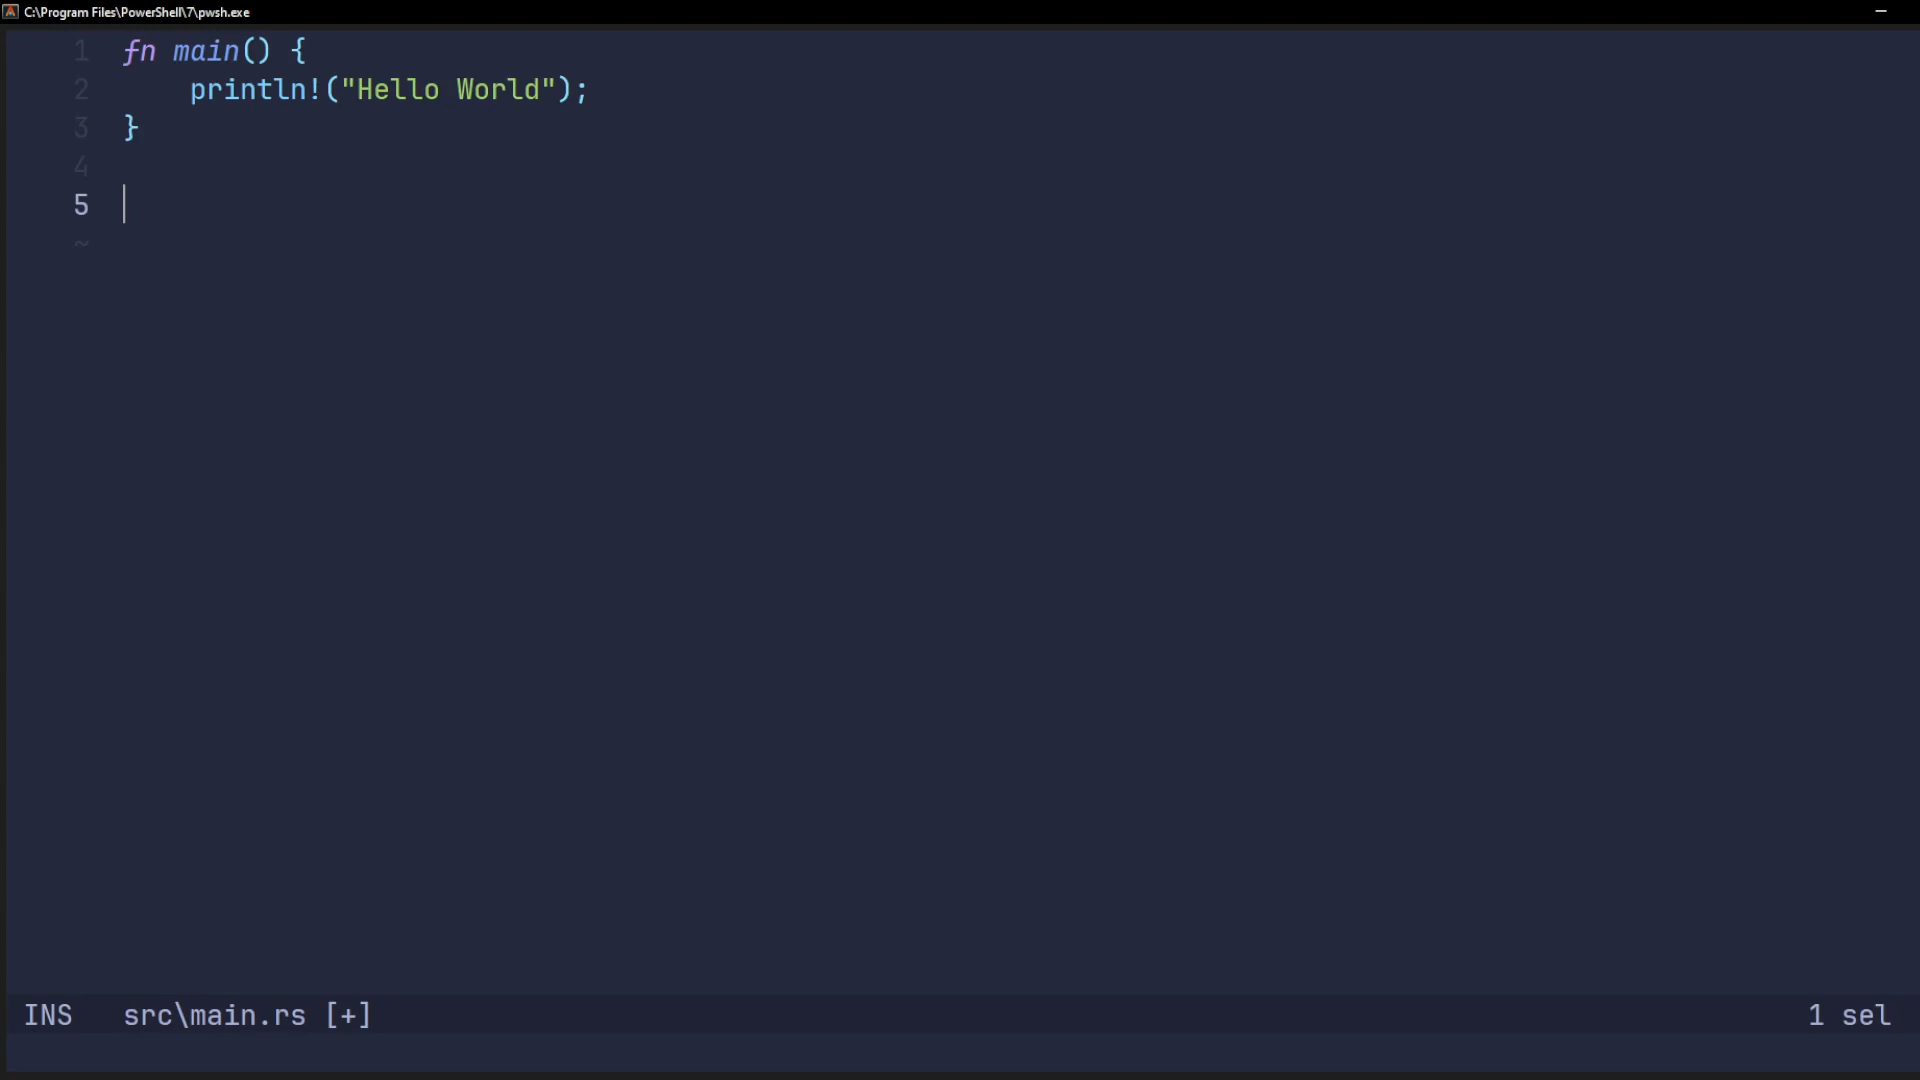 C:\Program Files\PowerShell\7\pwsh.exe
1 fn main() {
2     println!("Hello World");
3 }
4
5
~
INS src\main.rs [+] 1 sel